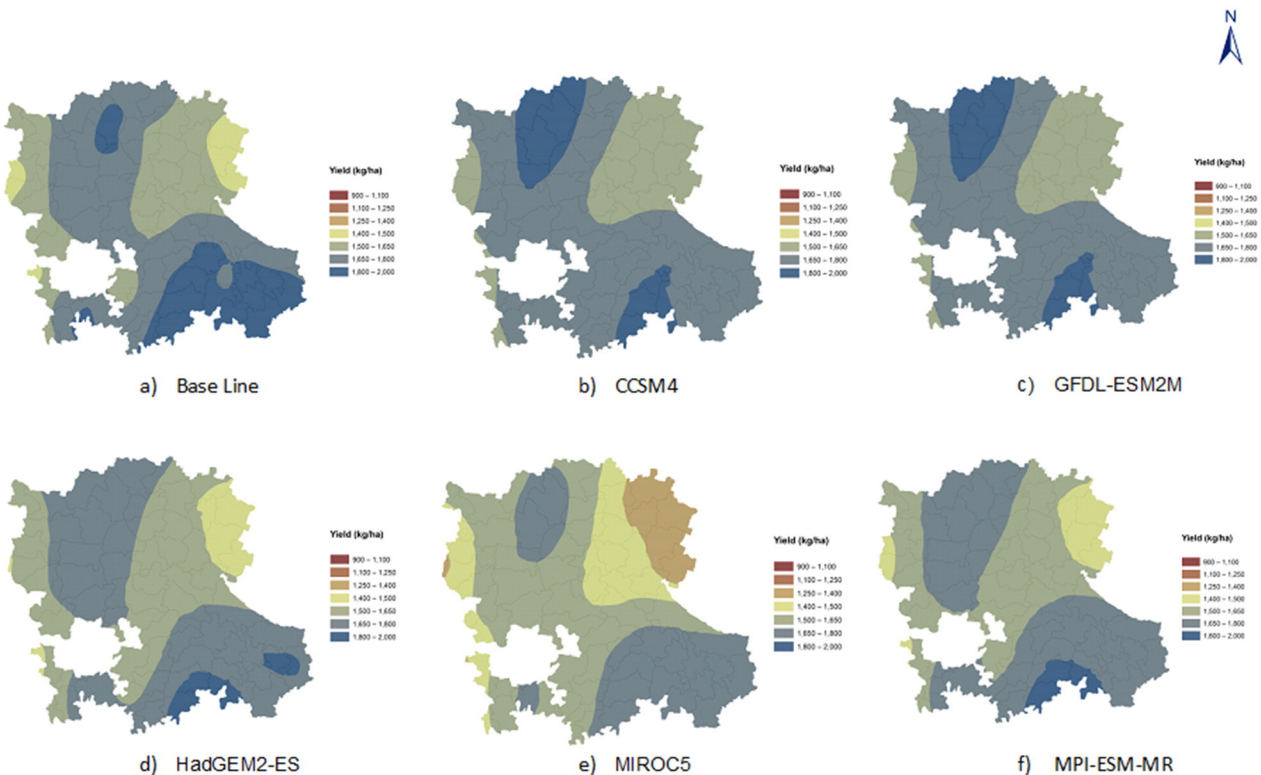 N
Yield (kg/ha)
900 – 1,100
1,100 – 1,250
1,250 – 1,400
1,400 – 1,500
1,500 – 1,650
1,650 – 1,800
1,800 – 2,000
Yield (kg/ha)
900 – 1,100
1,100 – 1,250
1,250 – 1,400
1,400 – 1,500
1,500 – 1,650
1,650 – 1,800
1,800 – 2,000
Yield (kg/ha)
900 – 1,100
1,100 – 1,250
1,250 – 1,400
1,400 – 1,500
1,500 – 1,650
1,650 – 1,800
1,800 – 2,000
a) Base Line
b) CCSM4
c) GFDL-ESM2M
Yield (kg/ha)
900 – 1,100
1,100 – 1,250
1,250 – 1,400
1,400 – 1,500
1,500 – 1,650
1,650 – 1,800
1,800 – 2,000
Yield (kg/ha)
900 – 1,100
1,100 – 1,250
1,250 – 1,400
1,400 – 1,500
1,500 – 1,650
1,650 – 1,800
1,800 – 2,000
Yield (kg/ha)
900 – 1,100
1,100 – 1,250
1,250 – 1,400
1,400 – 1,500
1,500 – 1,650
1,650 – 1,800
1,800 – 2,000
d) HadGEM2-ES
e) MIROC5
f) MPI-ESM-MR